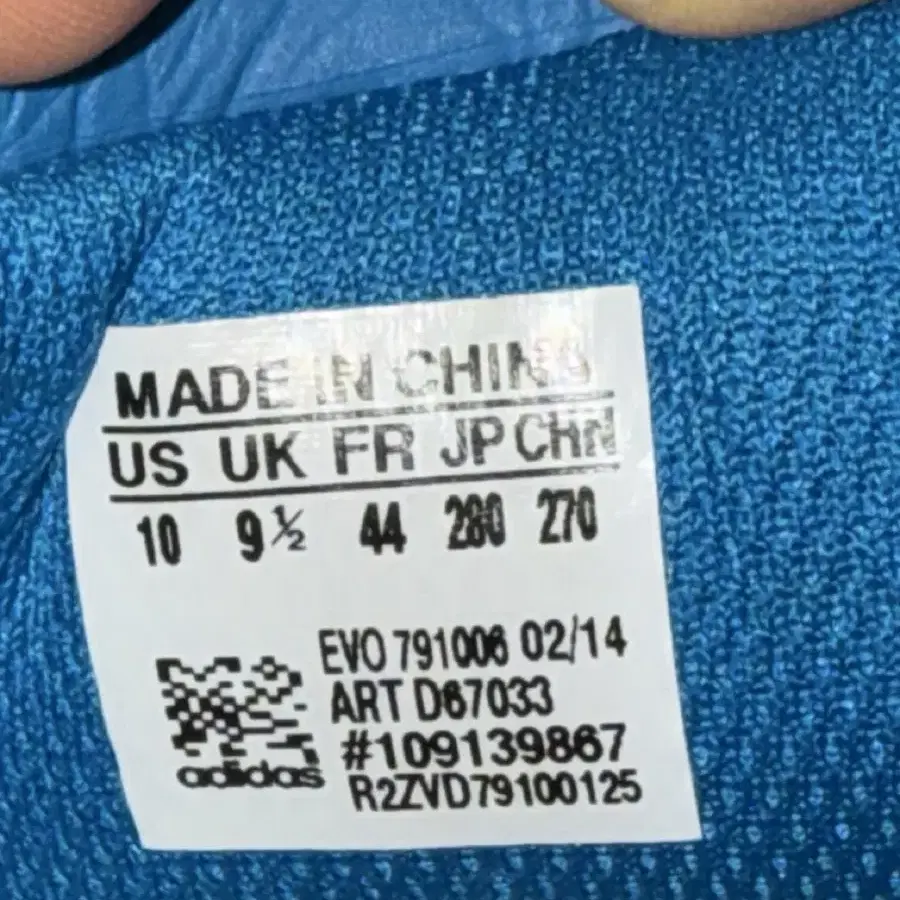 MADE IN CHINA
US UK FR JP CHN
10 9½ 44 280 270
EVO 791006 02/14
ART D67033
#109139867
adidas
R2ZVD79100125